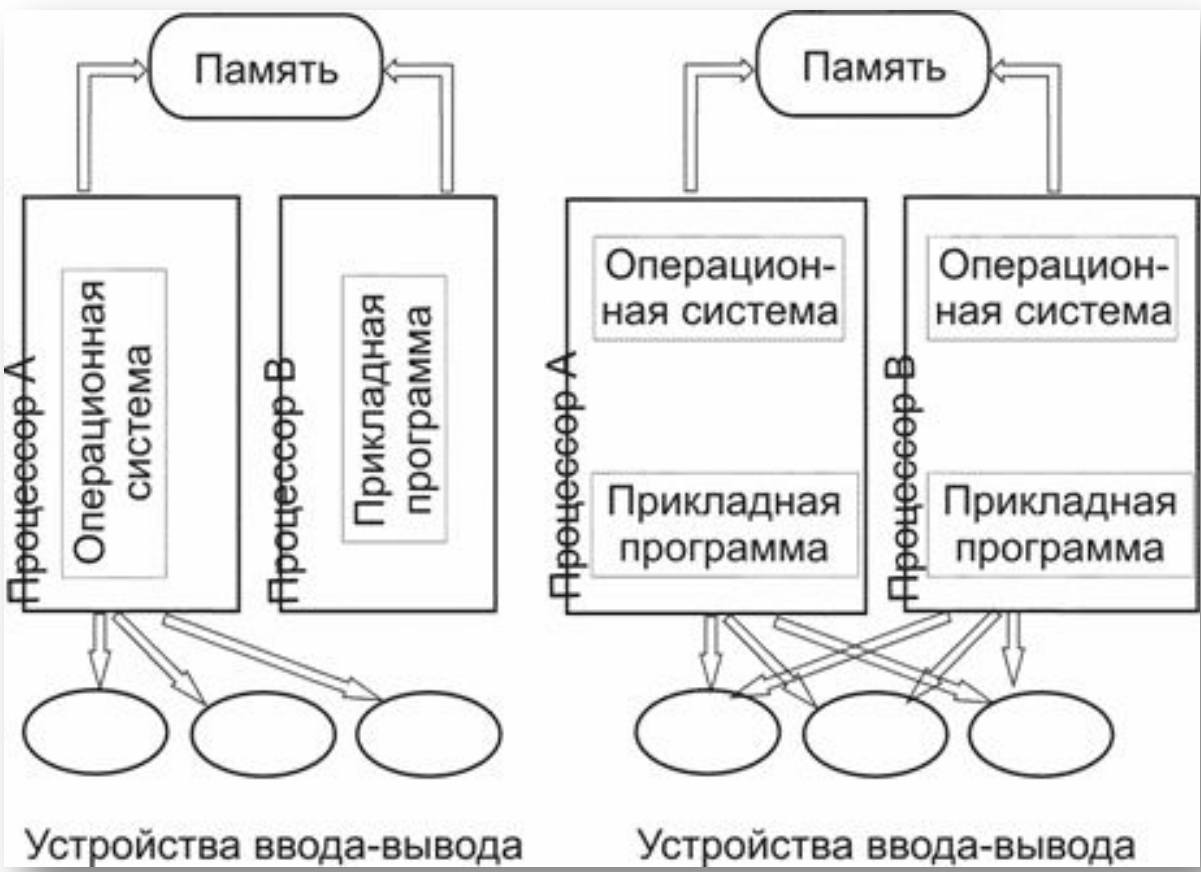 Память
Процессор А
Операционная
система
Процессор В
Прикладная
программа
Устройства ввода-вывода
Память
Процессор А
Операцион-
ная система
Прикладная
программа
Процессор В
Операцион-
ная система
Прикладная
программа
Устройства ввода-вывода